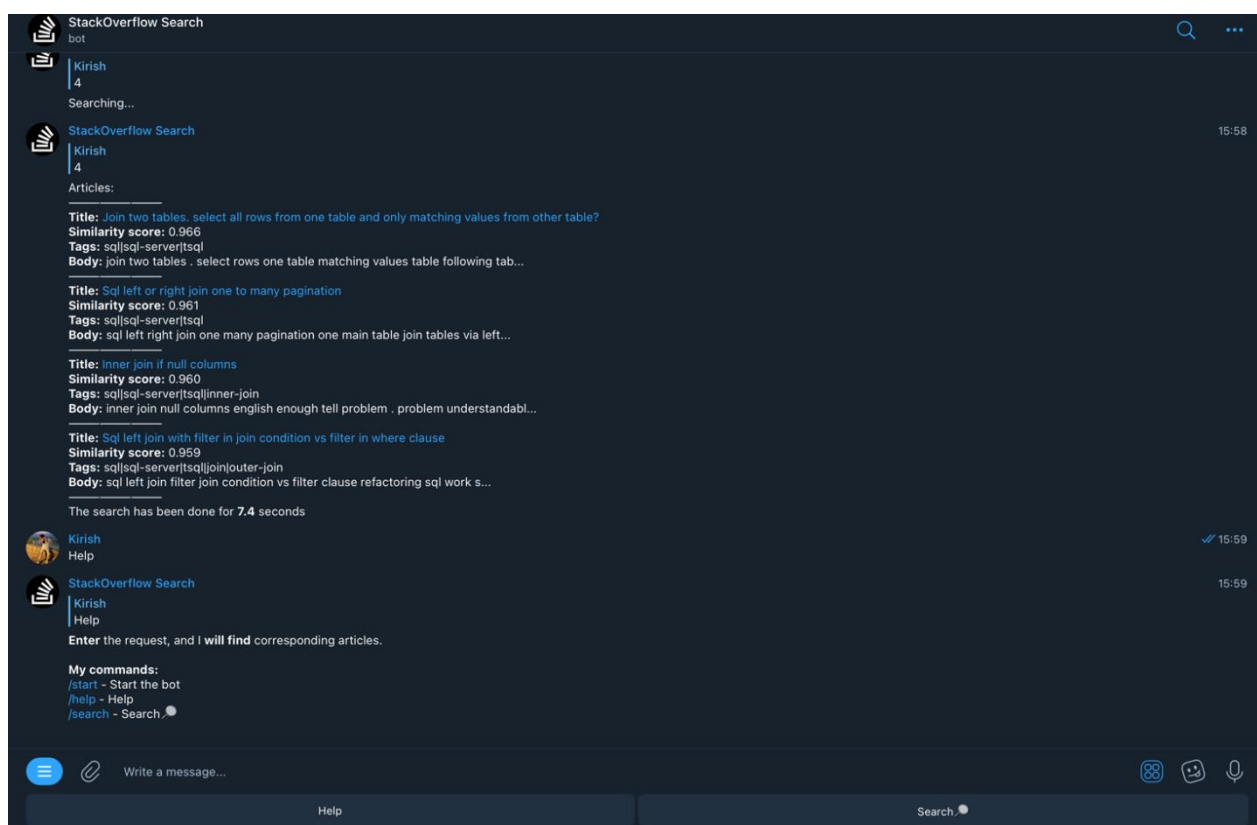 StackOverflow Search
bot
Kirish
4
Searching...
StackOverflow Search
15:58
Kirish
4
Articles:
Title: Join two tables. select all rows from one table and only matching values from other table?
Similarity score: 0.966
Tags: sql|sql-server|tsql
Body: join two tables . select rows one table matching values table following tab...
Title: Sql left or right join one to many pagination
Similarity score: 0.961
Tags: sql|sql-server|tsql
Body: sql left right join one many pagination one main table join tables via left...
Title: Inner join if null columns
Similarity score: 0.960
Tags: sql|sql-server|tsql|inner-join
Body: inner join null columns english enough tell problem . problem understandabl...
Title: Sql left join with filter in join condition vs filter in where clause
Similarity score: 0.959
Tags: sql|sql-server|tsql|join|outer-join
Body: sql left join filter join condition vs filter clause refactoring sql work s...
The search has been done for 7.4 seconds
Kirish
15:59
Help
StackOverflow Search
15:59
Kirish
Help
Enter the request, and I will find corresponding articles.
My commands:
/start - Start the bot
/help - Help
/search - Search
Write a message...
Help
Search